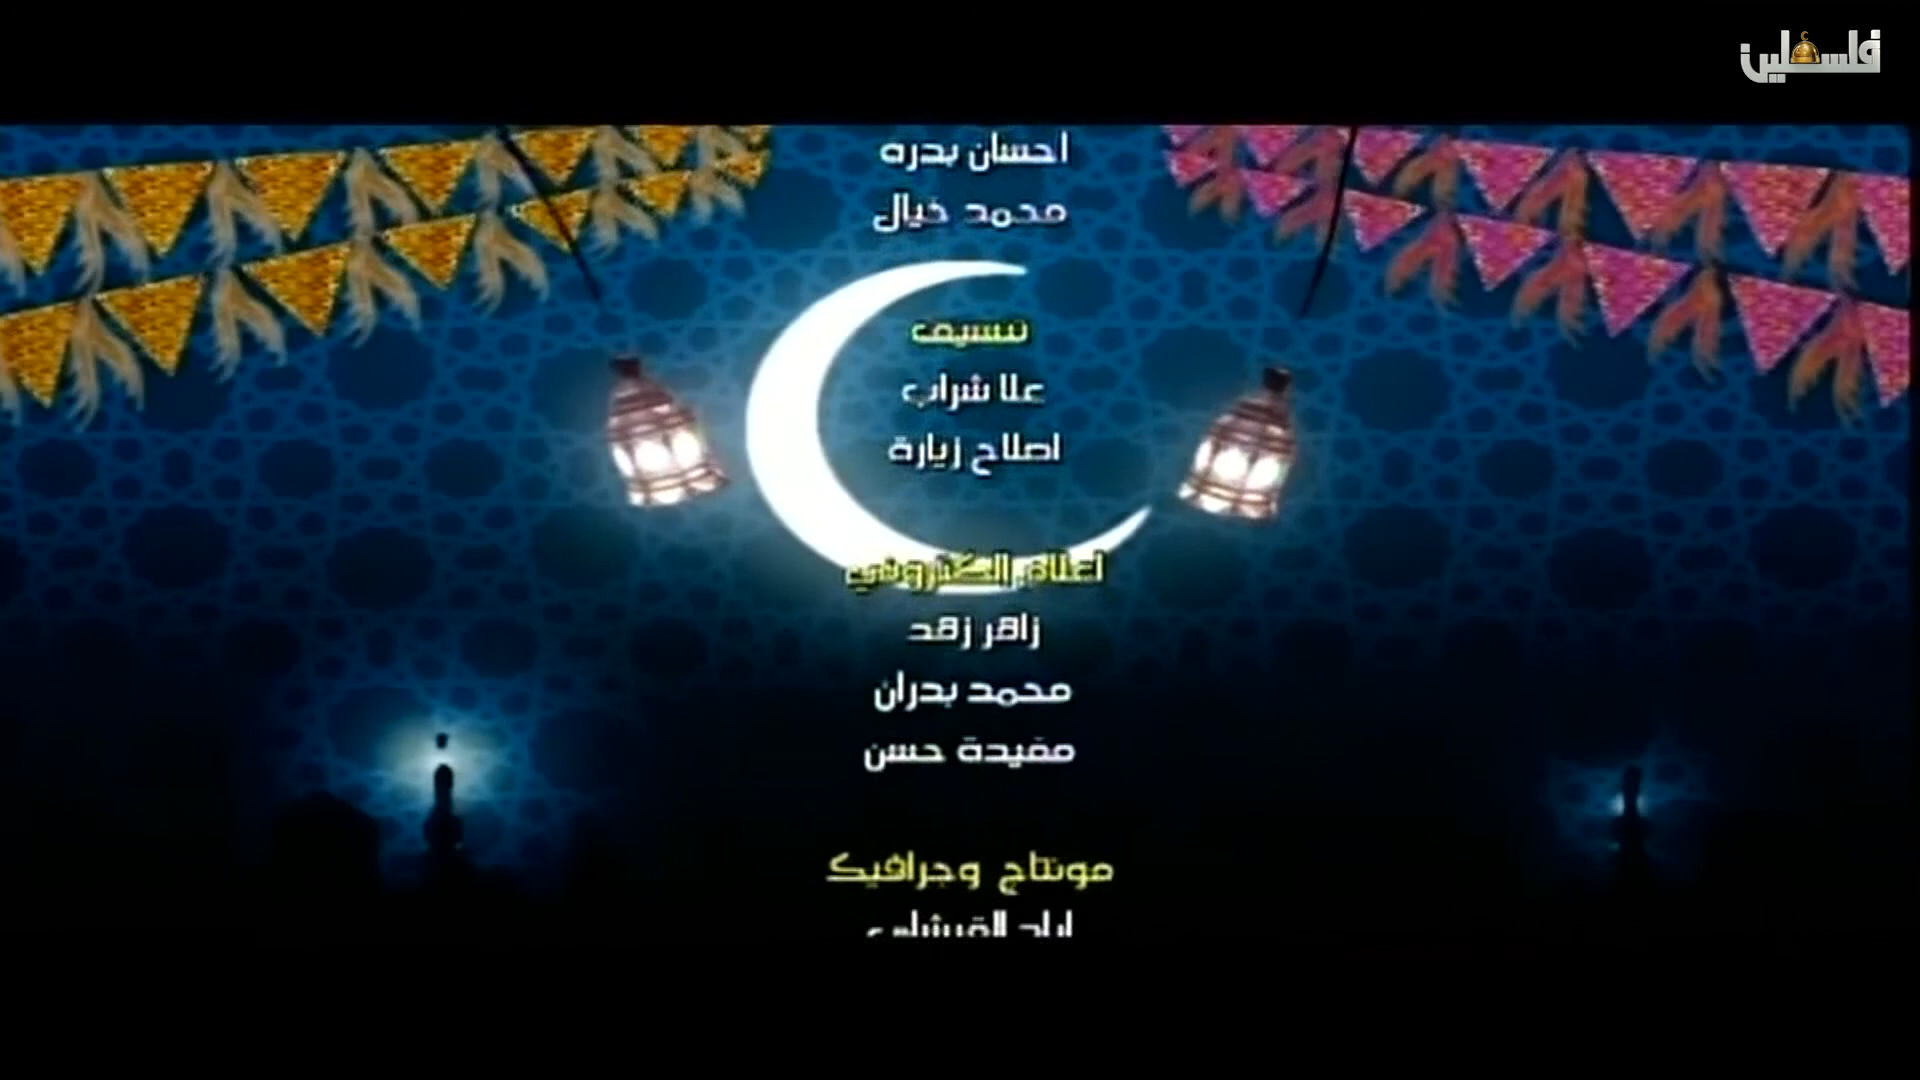 فلسطين
احسان بدره
محمد خيال
تنسيق
علا شراب
اصلاح زيارة
اعلام الكتروني
زاهر زهد
محمد بدران
مفيدة حسن
مونتاج وجرافيك